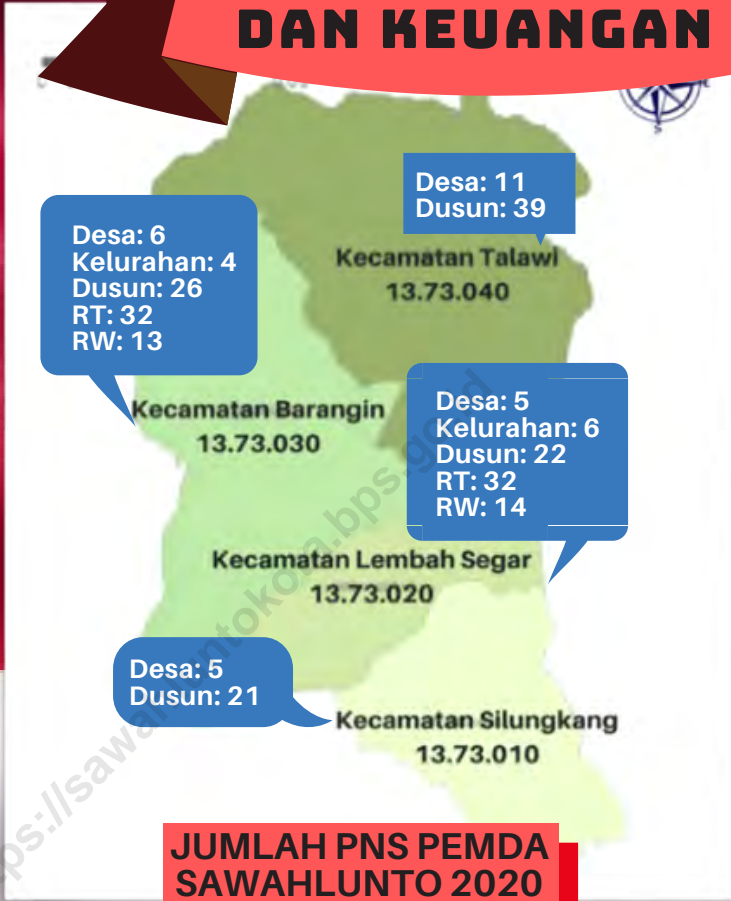 DAN KEUANGAN
S
Desa: 11
Dusun: 39
Desa: 6
Kelurahan: 4
Dusun: 26
RT: 32
RW: 13
Kecamatan Talawi
13.73.040
Desa: 5
Kelurahan: 6
Dusun: 22
RT: 32
RW: 14
Kecamatan Barangin
13.73.030
Kecamatan Lembah Segar
13.73.020
Desa: 5
Dusun: 21
Kecamatan Silungkang
13.73.010
JUMLAH PNS PEMDA
SAWAHLUNTO 2020